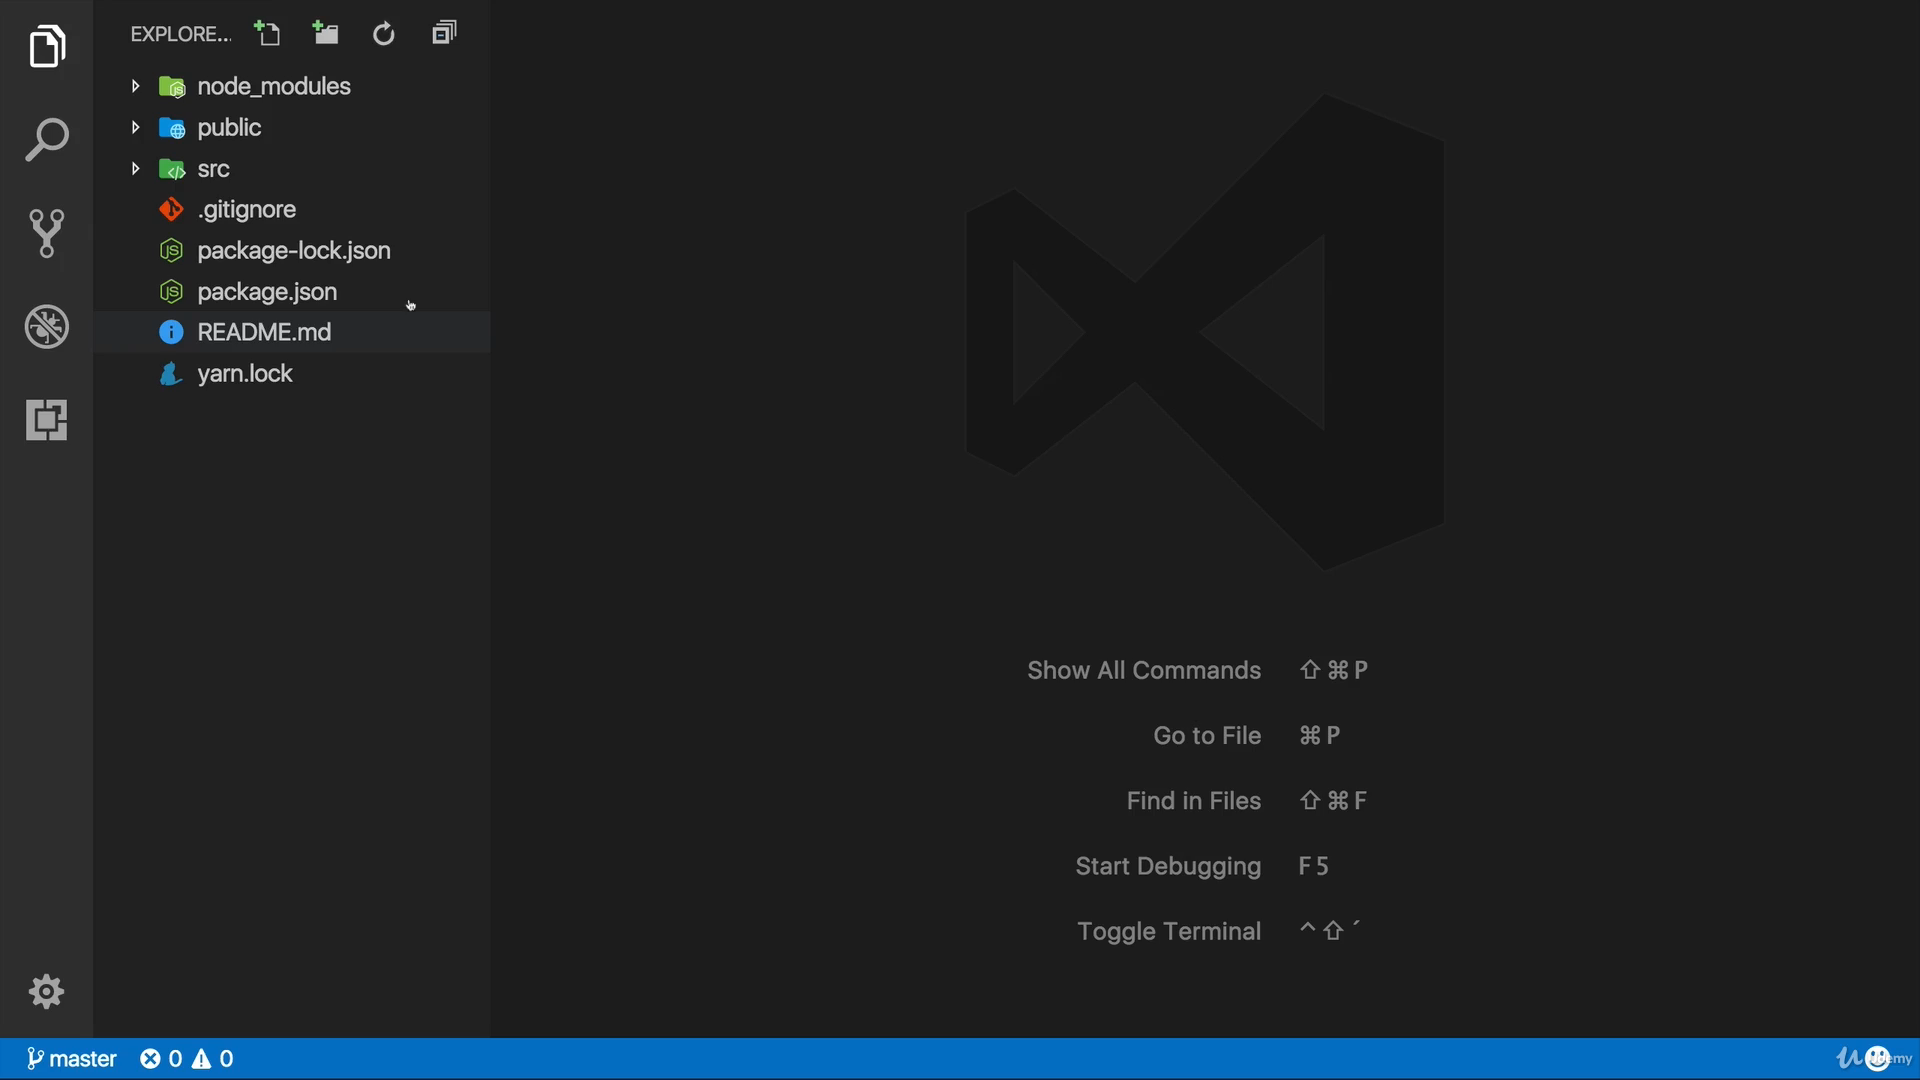 EXPLORE...
node_modules
public
src
.gitignore
package-lock.json
package.json
README.md
yarn.lock
Show All Commands ⇧⌘P
Go to File ⌘P
Find in Files ⇧⌘F
Start Debugging F5
Toggle Terminal ^⇧´
master 0 0
udemy